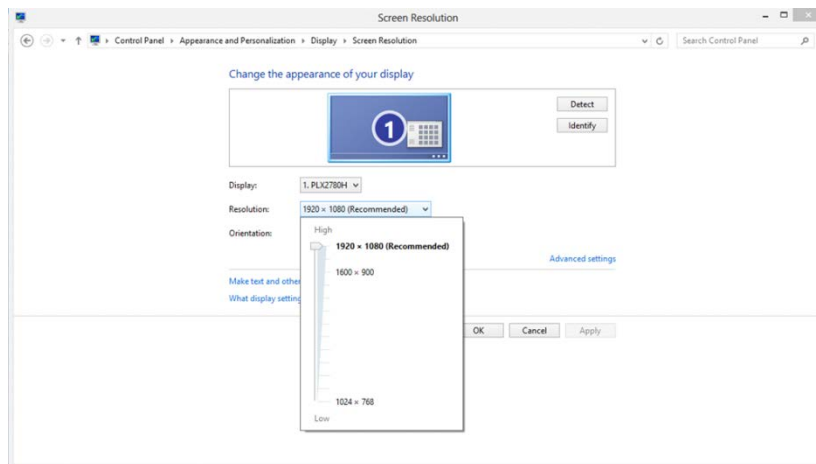 Screen Resolution
Control Panel
Appearance and Personalization
Display
Screen Resolution
Search Control Panel
Change the appearance of your display
1
Detect
Identify
Display:
1. PLX2780H
Resolution:
1920 × 1080 (Recommended)
Orientation:
High
1920 × 1080 (Recommended)
1600 × 900
1024 × 768
Low
Advanced settings
Make text and other
What display setting
OK
Cancel
Apply